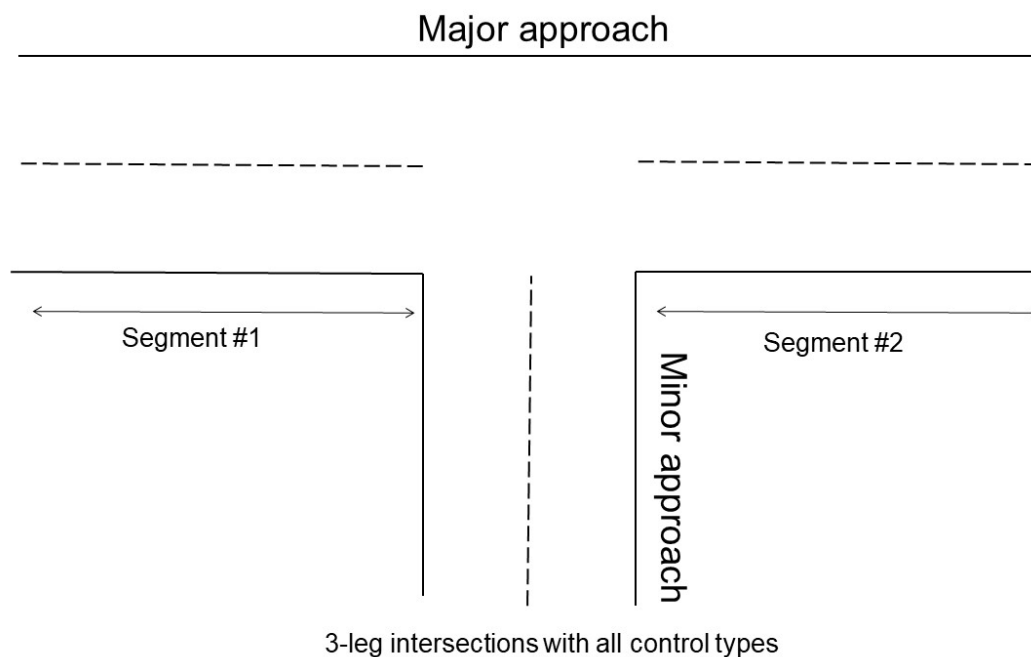 Major approach
Segment #1
Segment #2
Minor approach
3-leg intersections with all control types